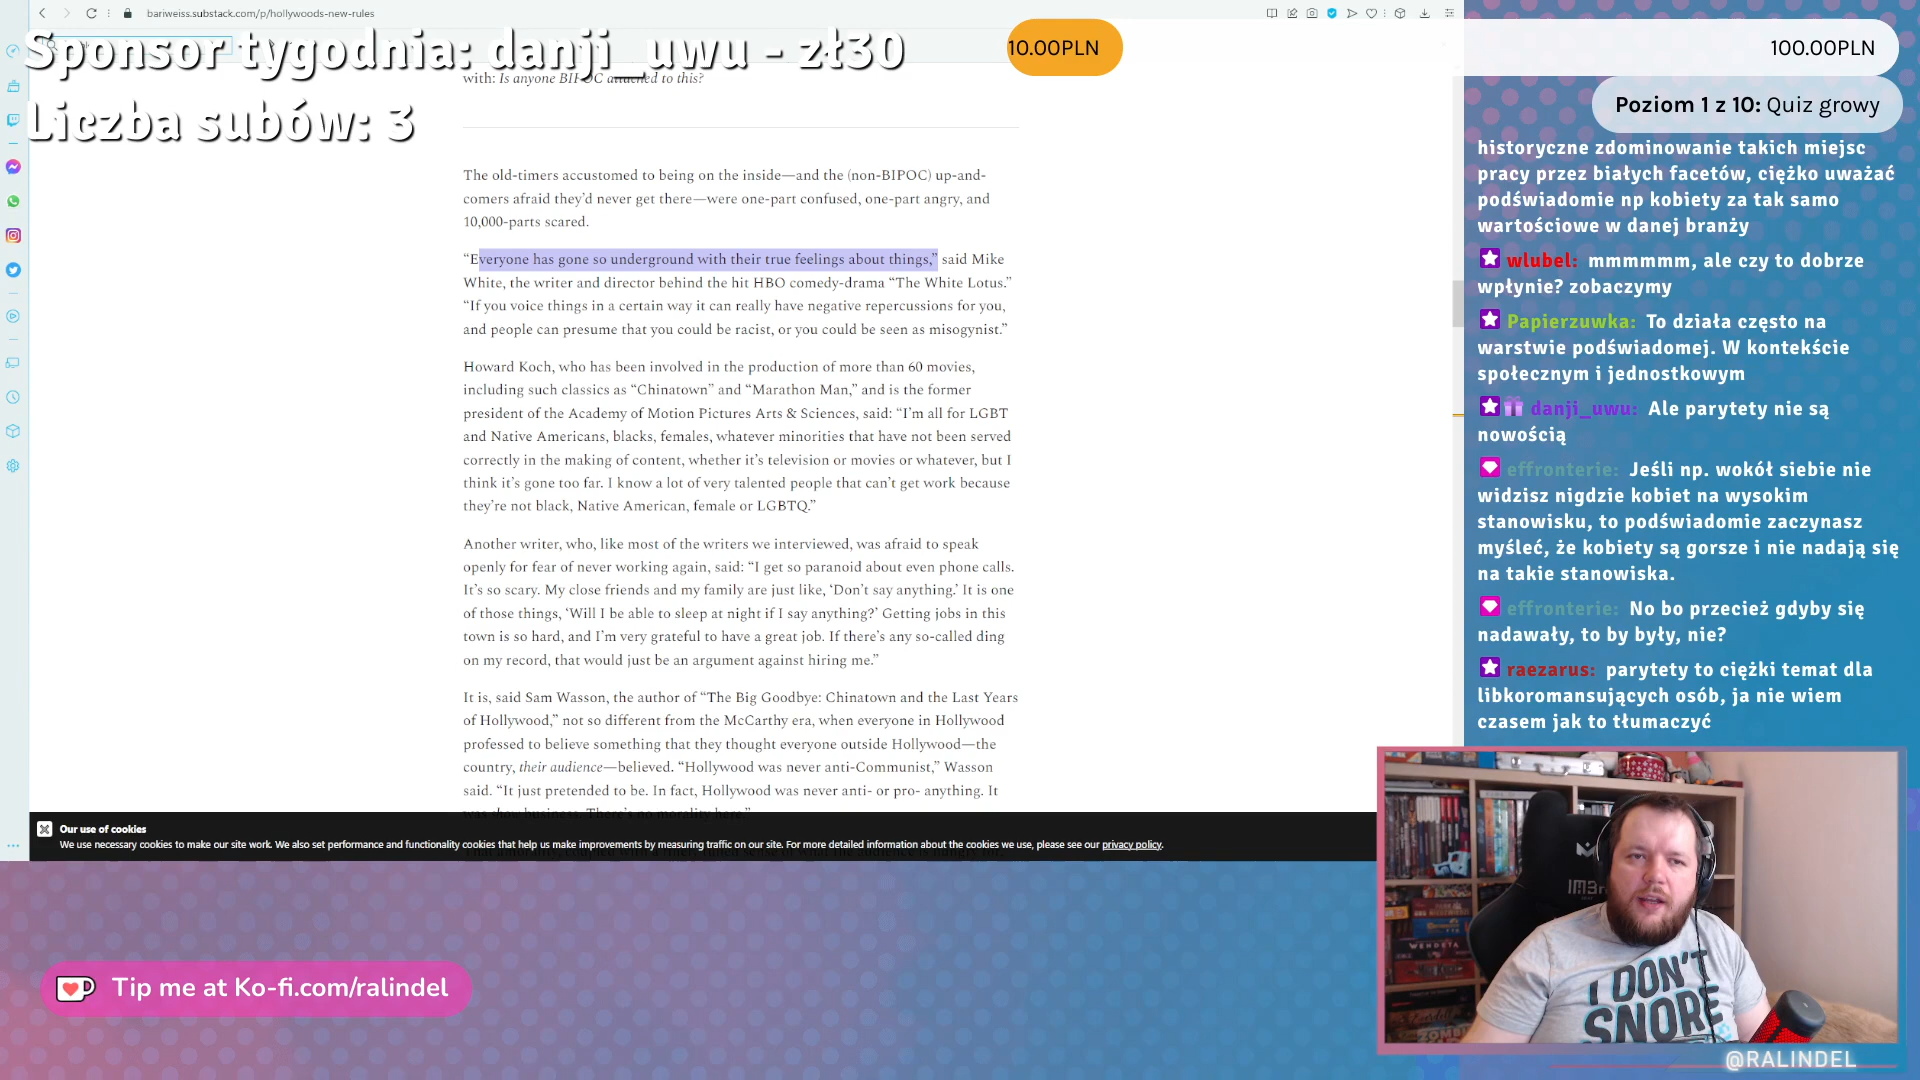 bariweiss.substack.com/p/hollywoods-new-rules
Sponsor tygodnia: danji_uwu - zł30
Liczba subów: 3
10.00PLN
100.00PLN
Poziom 1 z 10: Quiz growy
with: Is anyone BIPOC attached to this?
The old-timers accustomed to being on the inside—and the (non-BIPOC) up-and-
comers afraid they’d never get there—were one-part confused, one-part angry, and
10,000-parts scared.
“Everyone has gone so underground with their true feelings about things,” said Mike
White, the writer and director behind the hit HBO comedy-drama “The White Lotus.”
“If you voice things in a certain way it can really have negative repercussions for you,
and people can presume that you could be racist, or you could be seen as misogynist.”
Howard Koch, who has been involved in the production of more than 60 movies,
including such classics as “Chinatown” and “Marathon Man,” and is the former
president of the Academy of Motion Pictures Arts & Sciences, said: “I’m all for LGBT
and Native Americans, blacks, females, whatever minorities that have not been served
correctly in the making of content, whether it’s television or movies or whatever, but I
think it’s gone too far. I know a lot of very talented people that can’t get work because
they’re not black, Native American, female or LGBTQ.”
Another writer, who, like most of the writers we interviewed, was afraid to speak
openly for fear of never working again, said: “I get so paranoid about even phone calls.
It’s so scary. My close friends and my family are just like, ‘Don’t say anything.’ It is one
of those things, ‘Will I be able to sleep at night if I say anything?’ Getting jobs in this
town is so hard, and I’m very grateful to have a great job. If there’s any so-called ding
on my record, that would just be an argument against hiring me.”
It is, said Sam Wasson, the author of “The Big Goodbye: Chinatown and the Last Years
of Hollywood,” not so different from the McCarthy era, when everyone in Hollywood
professed to believe something that they thought everyone outside Hollywood—the
country, their audience—believed. “Hollywood was never anti-Communist,” Wasson
said. “It just pretended to be. In fact, Hollywood was never anti- or pro- anything. It
was show business. There’s no morality here.”
Our use of cookies
We use necessary cookies to make our site work. We also set performance and functionality cookies that help us make improvements by measuring traffic on our site. For more detailed information about the cookies we use, please see our privacy policy.
historyczne zdominowanie takich miejsc
pracy przez białych facetów, ciężko uważać
podświadomie np kobiety za tak samo
wartościowe w danej branży
wlubel: mmmmmm, ale czy to dobrze
wpłynie? zobaczymy
Papierzuwka: To działa często na
warstwie podświadomej. W kontekście
społecznym i jednostkowym
danji_uwu: Ale parytety nie są
nowością
effronterie: Jeśli np. wokół siebie nie
widzisz nigdzie kobiet na wysokim
stanowisku, to podświadomie zaczynasz
myśleć, że kobiety są gorsze i nie nadają się
na takie stanowiska.
effronterie: No bo przecież gdyby się
nadawały, to by były, nie?
raezarus: parytety to ciężki temat dla
libkoromansujących osób, ja nie wiem
czasem jak to tłumaczyć
I DON'T
SNORE
Tip me at Ko-fi.com/ralindel
@RALINDEL